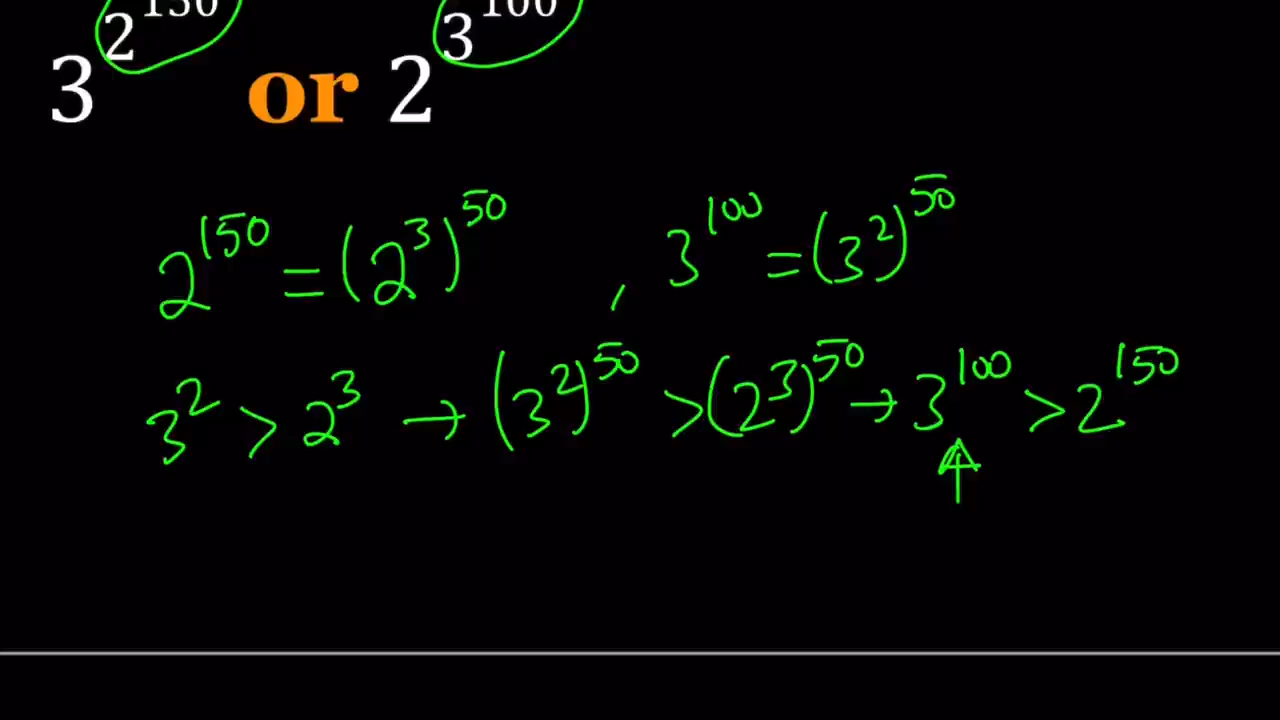 3^{2^{150}} or 2^{3^{100}}
2^{150} = (2^3)^{50} , 3^{100} = (3^2)^{50}
3^2 > 2^3 → (3^2)^{50} > (2^3)^{50} → 3^{100} > 2^{150}